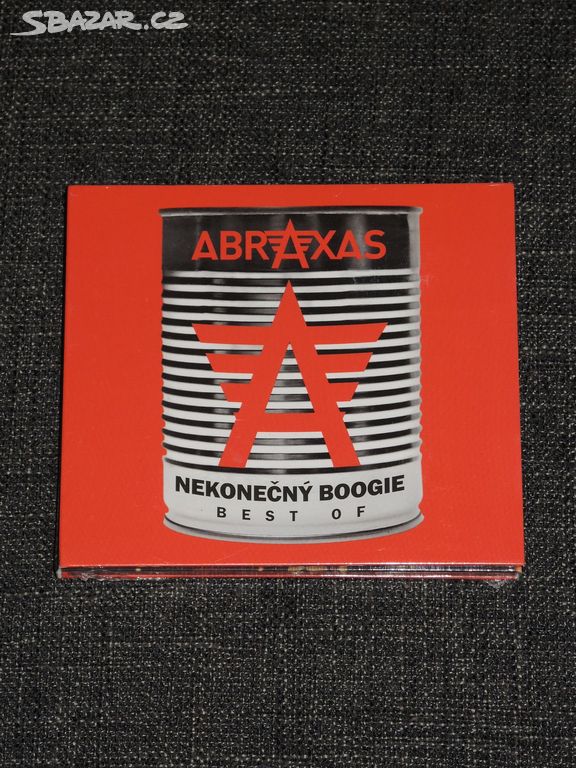 SBAZAR.CZ
ABRAXAS
A
NEKONEČNÝ BOOGIE
BEST OF